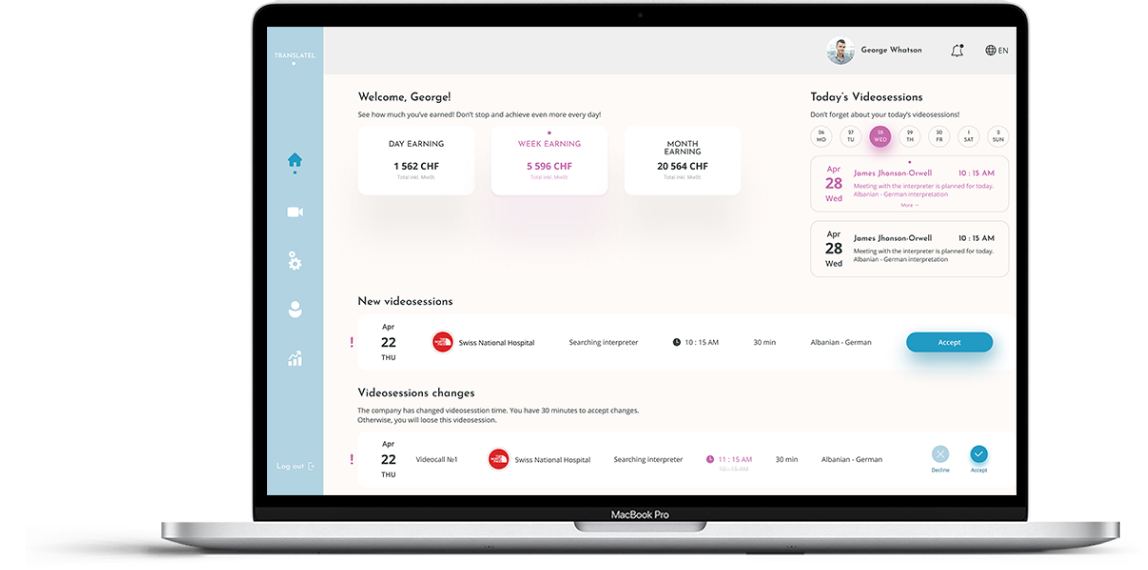 TRANSLATEL
George Whatson
EN
Welcome, George!
See how much you've earned! Don't stop and achieve even more every day!
DAY EARNING
1 562 CHF
Total inkl. MwSt
WEEK EARNING
5 596 CHF
Total inkl. MwSt
MONTH
EARNING
20 564 CHF
Total inkl. MwSt
Today's Videosessions
Don't forget about your today's videosessions!
26 27 28 29 30 1 2
MO TU WED TH FR SAT SUN
Apr
28
Wed
James Jhonson-Orwell 10 : 15 AM
Meeting with the interpreter is planned for today.
Albanian - German interpretation
More
Apr
28
Wed
James Jhonson-Orwell 10 : 15 AM
Meeting with the interpreter is planned for today.
Albanian - German interpretation
New videosessions
!
Apr
22
THU
Swiss National Hospital
Searching interpreter
10 : 15 AM
30 min
Albanian - German
Accept
Videosessions changes
The company has changed videosesstion time. You have 30 minutes to accept changes.
Otherwise, you will loose this videosession.
!
Apr
22
THU
Videocall №1
Swiss National Hospital
Searching interpreter
11 : 15 AM
10 : 15 AM
30 min
Albanian - German
Decline
Accept
Log out
MacBook Pro